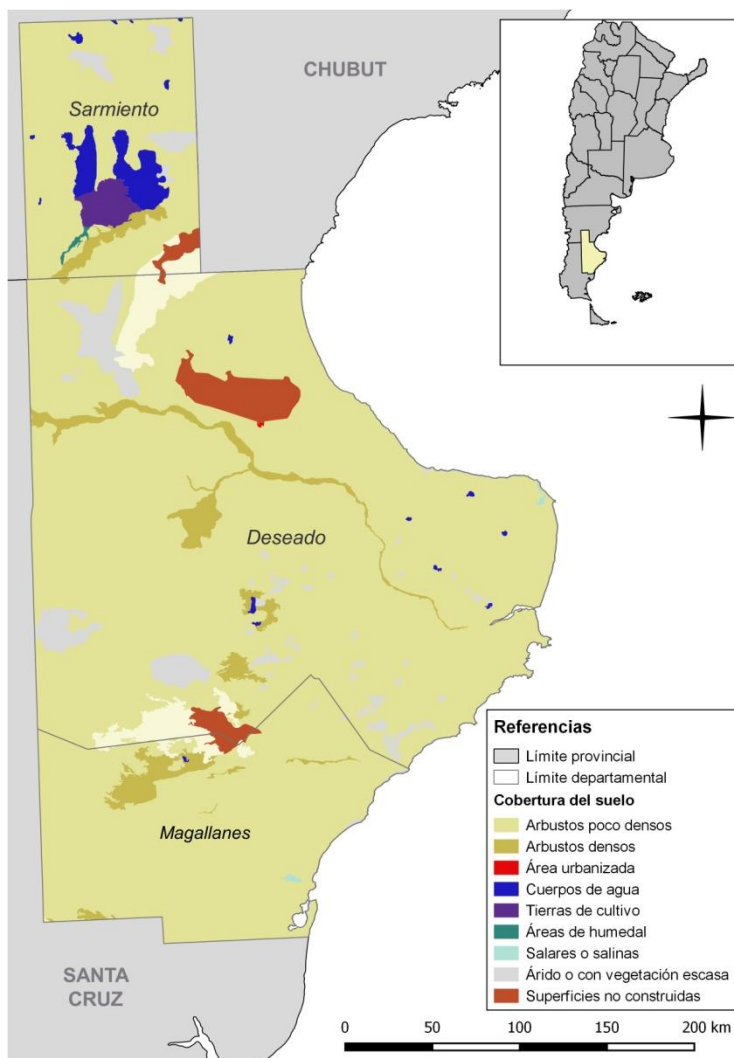 CHUBUT
Sarmiento
Deseado
Magallanes
SANTA
CRUZ
Referencias
Límite provincial
Límite departamental
Cobertura del suelo
Arbustos poco densos
Arbustos densos
Área urbanizada
Cuerpos de agua
Tierras de cultivo
Áreas de humedal
Salares o salinas
Árido o con vegetación escasa
Superficies no construidas
0 50 100 150 200 km